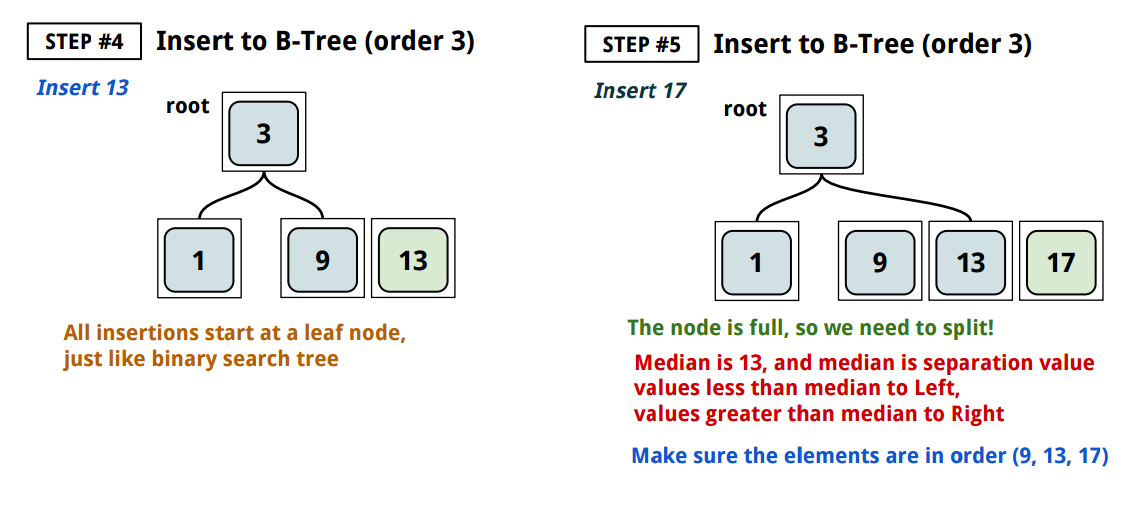 STEP #4
Insert to B-Tree (order 3)
Insert 13
root
3
1
9
13
All insertions start at a leaf node,
just like binary search tree
STEP #5
Insert to B-Tree (order 3)
Insert 17
root
3
1
9
13
17
The node is full, so we need to split!
Median is 13, and median is separation value
values less than median to Left,
values greater than median to Right
Make sure the elements are in order (9, 13, 17)